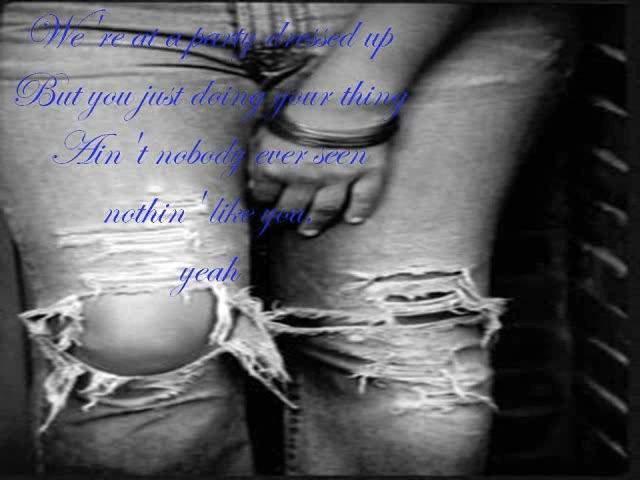 We're at a party dressed up
But you just doing your thing
Ain't nobody ever seen
nothin' like you,
yeah